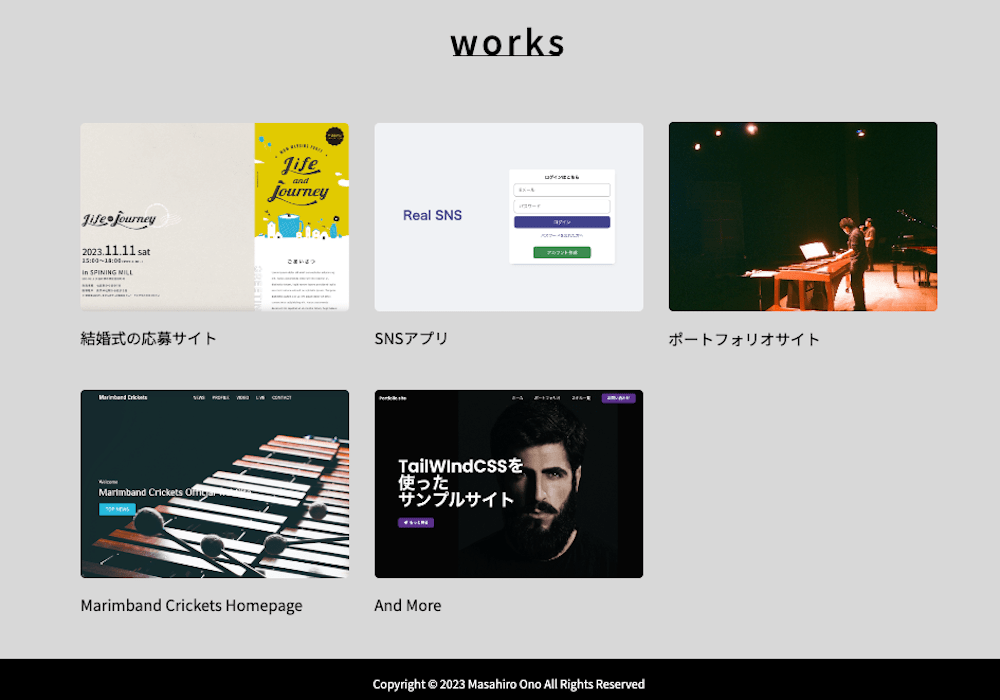 works
Life and Journey
2023.11.11 sat
15:00〜18:00
in SPINING MILL
Life
and
Journey
ごあいさつ
Real SNS
ログインはこちら
Eメール
パスワード
ログイン
パスワードを忘れた方へ
アカウント作成
結婚式の応募サイト
SNSアプリ
ポートフォリオサイト
Marimband Crickets
NEWS PROFILE VIDEO LIVE CONTACT
Welcome
Marimband Crickets Official
TOP NEWS
Portfolio site
ホーム ポートフォリオ スキル一覧 お問い合わせ
TailWIndCSSを
使った
サンプルサイト
もっと見る
Marimband Crickets Homepage
And More
Copyright © 2023 Masahiro Ono All Rights Reserved